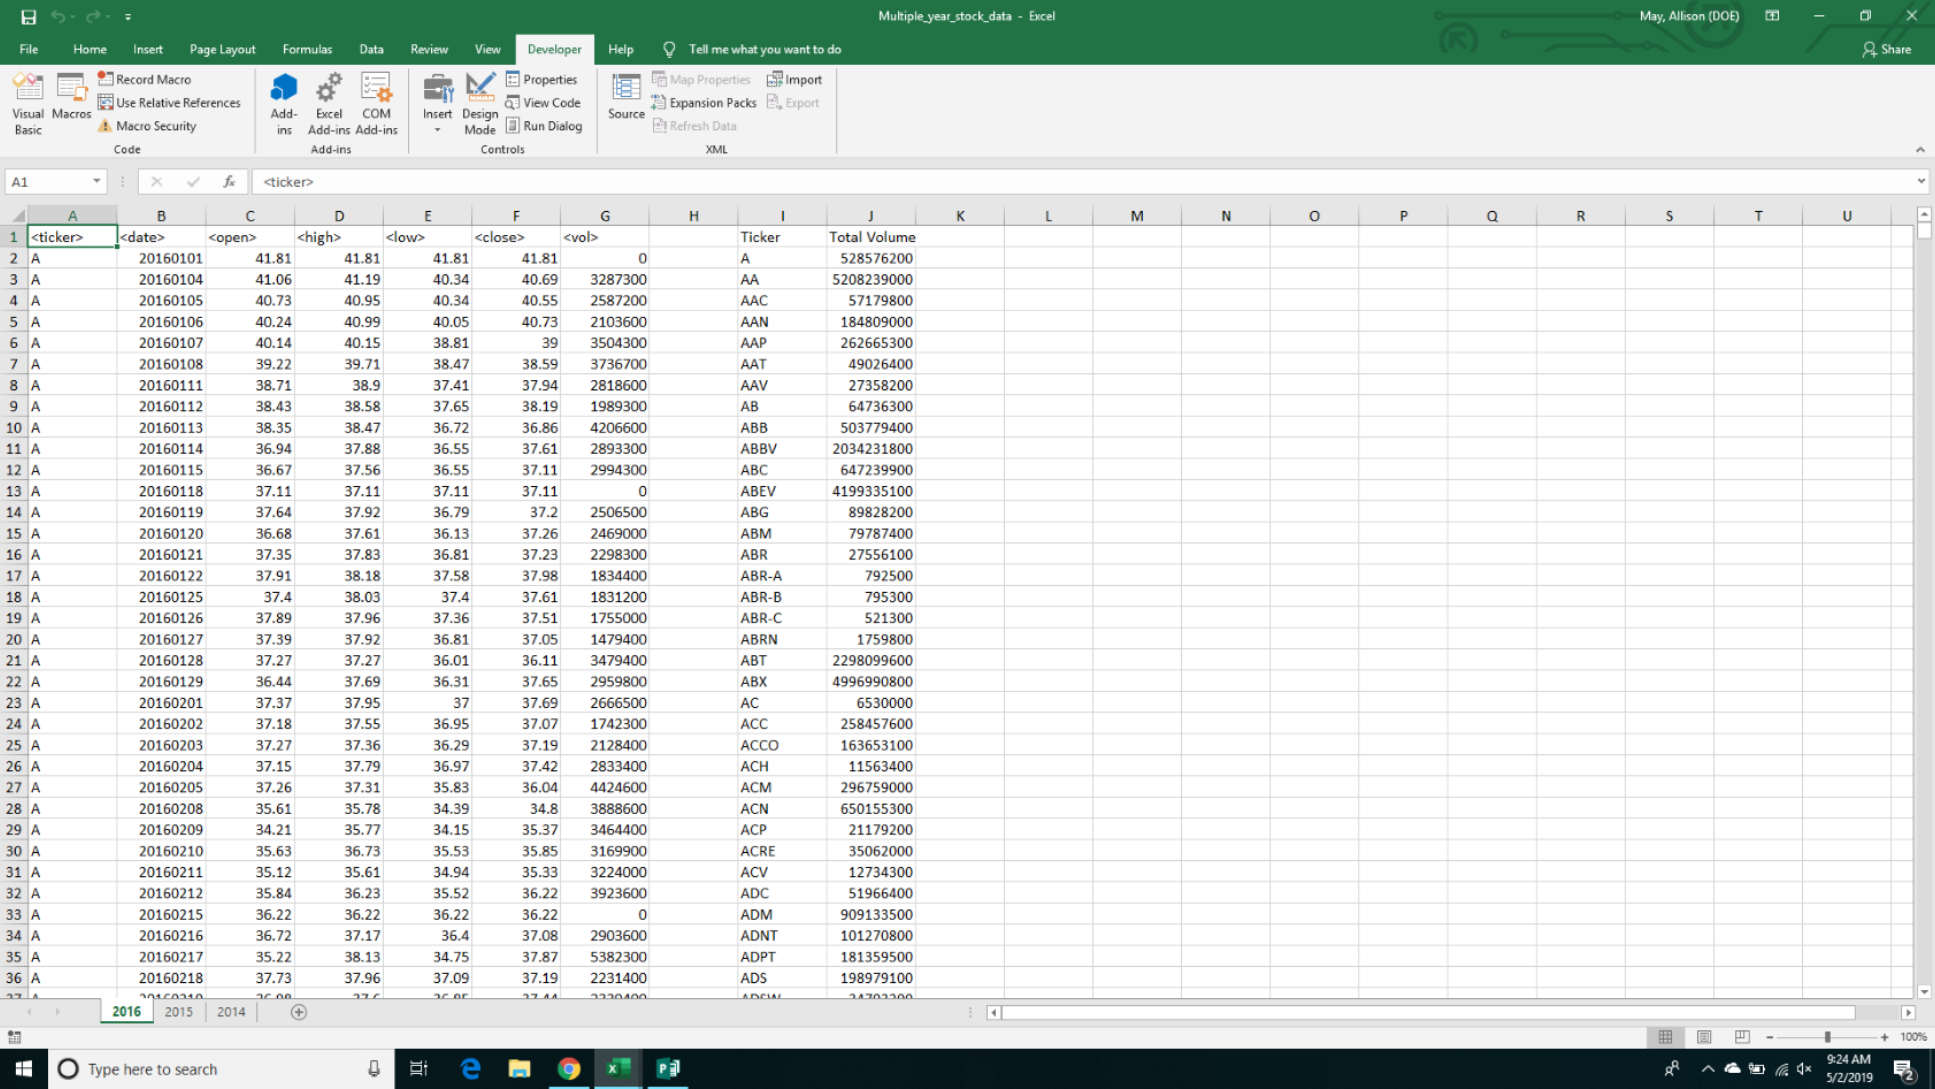 Multiple_year_stock_data - Excel
May, Allison (DOE)
File Home Insert Page Layout Formulas Data Review View Developer Help Tell me what you want to do Share
Visual Basic
Macros
Record Macro
Use Relative References
Macro Security
Code
Add-ins
Excel Add-ins
COM Add-ins
Add-ins
Insert
Design Mode
Properties
View Code
Run Dialog
Controls
Source
Map Properties
Expansion Packs
Refresh Data
Import
Export
XML
A1 fx <ticker>
A B C D E F G H I J K L M N O P Q R S T U
1 <ticker> <date> <open> <high> <low> <close> <vol> Ticker Total Volume
2 A 20160101 41.81 41.81 41.81 41.81 0 A 528576200
3 A 20160104 41.06 41.19 40.34 40.69 3287300 AA 5208239000
4 A 20160105 40.73 40.95 40.34 40.55 2587200 AAC 57179800
5 A 20160106 40.24 40.99 40.05 40.73 2103600 AAN 184809000
6 A 20160107 40.14 40.15 38.81 39 3504300 AAP 262665300
7 A 20160108 39.22 39.71 38.47 38.59 3736700 AAT 49026400
8 A 20160111 38.71 38.9 37.41 37.94 2818600 AAV 27358200
9 A 20160112 38.43 38.58 37.65 38.19 1989300 AB 64736300
10 A 20160113 38.35 38.47 36.72 36.86 4206600 ABB 503779400
11 A 20160114 36.94 37.88 36.55 37.61 2893300 ABBV 2034231800
12 A 20160115 36.67 37.56 36.55 37.11 2994300 ABC 647239900
13 A 20160118 37.11 37.11 37.11 37.11 0 ABEV 4199335100
14 A 20160119 37.64 37.92 36.79 37.2 2506500 ABG 89828200
15 A 20160120 36.68 37.61 36.13 37.26 2469000 ABM 79787400
16 A 20160121 37.35 37.83 36.81 37.23 2298300 ABR 27556100
17 A 20160122 37.91 38.18 37.58 37.98 1834400 ABR-A 792500
18 A 20160125 37.4 38.03 37.4 37.61 1831200 ABR-B 795300
19 A 20160126 37.89 37.96 37.36 37.51 1755000 ABR-C 521300
20 A 20160127 37.39 37.92 36.81 37.05 1479400 ABRN 1759800
21 A 20160128 37.27 37.27 36.01 36.11 3479400 ABT 2298099600
22 A 20160129 36.44 37.69 36.31 37.65 2959800 ABX 4996990800
23 A 20160201 37.37 37.95 37 37.69 2666500 AC 6530000
24 A 20160202 37.18 37.55 36.95 37.07 1742300 ACC 258457600
25 A 20160203 37.27 37.36 36.29 37.19 2128400 ACCO 163653100
26 A 20160204 37.15 37.79 36.97 37.42 2833400 ACH 11563400
27 A 20160205 37.26 37.31 35.83 36.04 4424600 ACM 296759000
28 A 20160208 35.61 35.78 34.39 34.8 3888600 ACN 650155300
29 A 20160209 34.21 35.77 34.15 35.37 3464400 ACP 21179200
30 A 20160210 35.63 36.73 35.53 35.85 3169900 ACRE 35062000
31 A 20160211 35.12 35.61 34.94 35.33 3224000 ACV 12734300
32 A 20160212 35.84 36.23 35.52 36.22 3923600 ADC 51966400
33 A 20160215 36.22 36.22 36.22 36.22 0 ADM 909133500
34 A 20160216 36.72 37.17 36.4 37.08 2903600 ADNT 101270800
35 A 20160217 35.22 38.13 34.75 37.87 5382300 ADPT 181359500
36 A 20160218 37.73 37.96 37.09 37.19 2231400 ADS 198979100
2016 2015 2014
100%
Type here to search
9:24 AM
5/2/2019
2